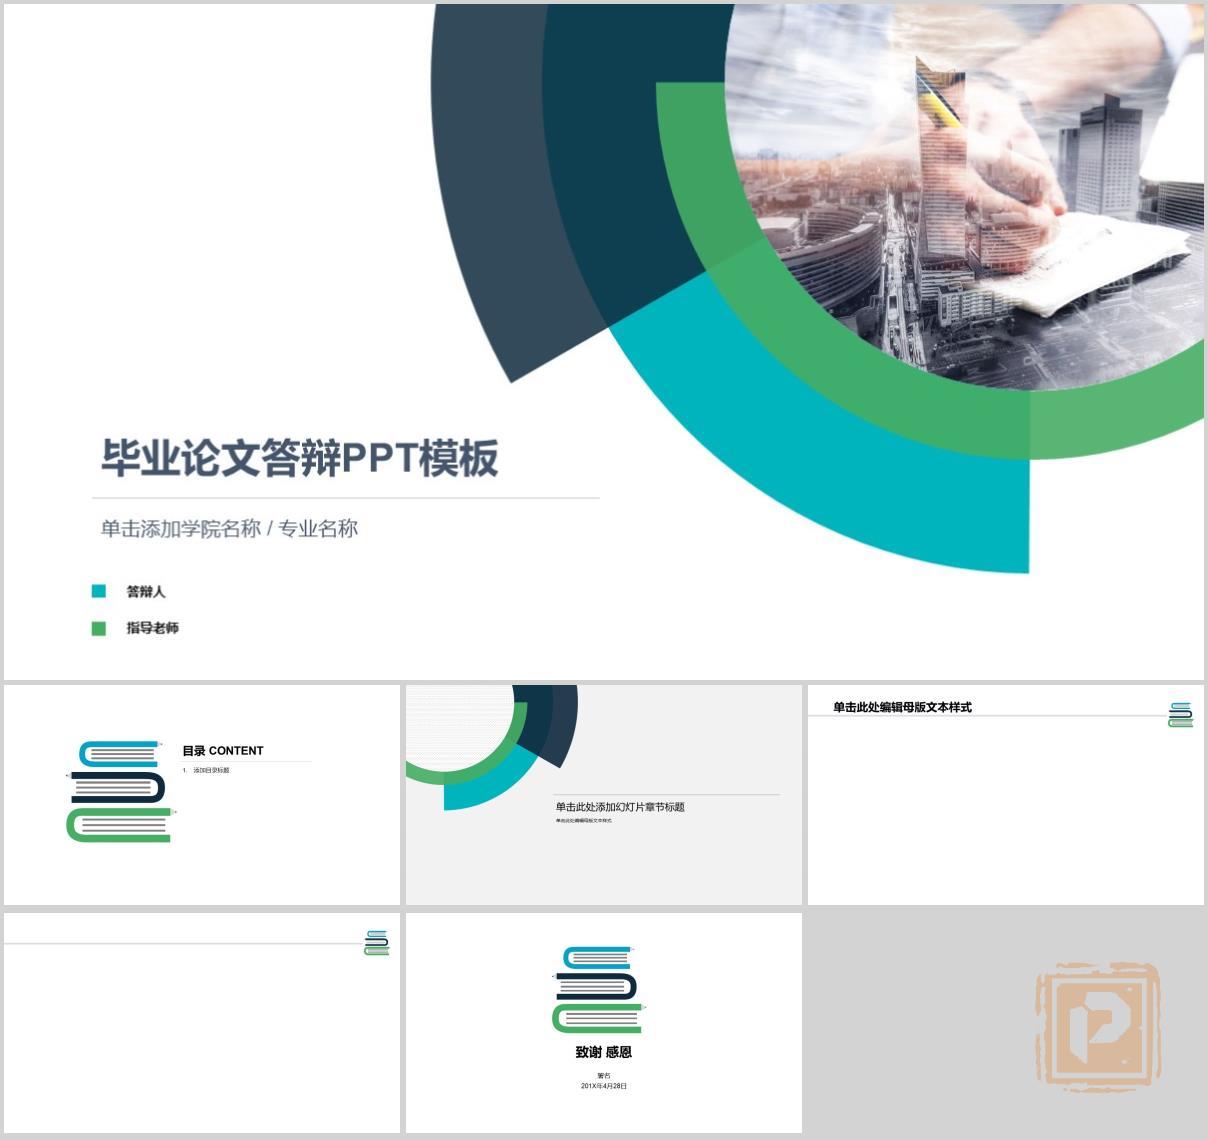 毕业论文答辩PPT模板
单击添加学院名称 / 专业名称
答辩人
指导老师
目录 CONTENT
1. 添加目录标题
单击此处添加幻灯片章节标题
单击此处编辑母版文本样式
单击此处编辑母版文本样式
致谢 感恩
署名
201X年4月28日
P